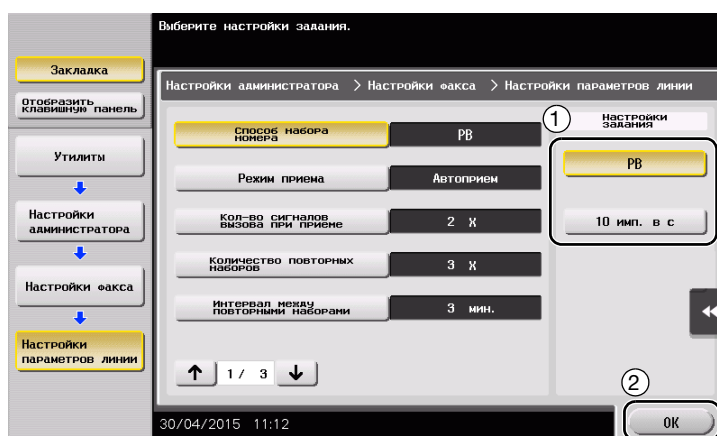 Выберите настройки задания.
Закладка
Отобразить
клавишную панель
Утилиты
Настройки
администратора
Настройки факса
Настройки
параметров линии
Настройки администратора > Настройки факса > Настройки параметров линии
Способ набора
номера
PB
Режим приема
Автоприем
Кол-во сигналов
вызова при приеме
2 X
Количество повторных
наборов
3 X
Интервал между
повторными наборами
3 мин.
↑ 1/ 3 ↓
1
Настройки
задания
PB
10 имп. в с
2
OK
30/04/2015 11:12